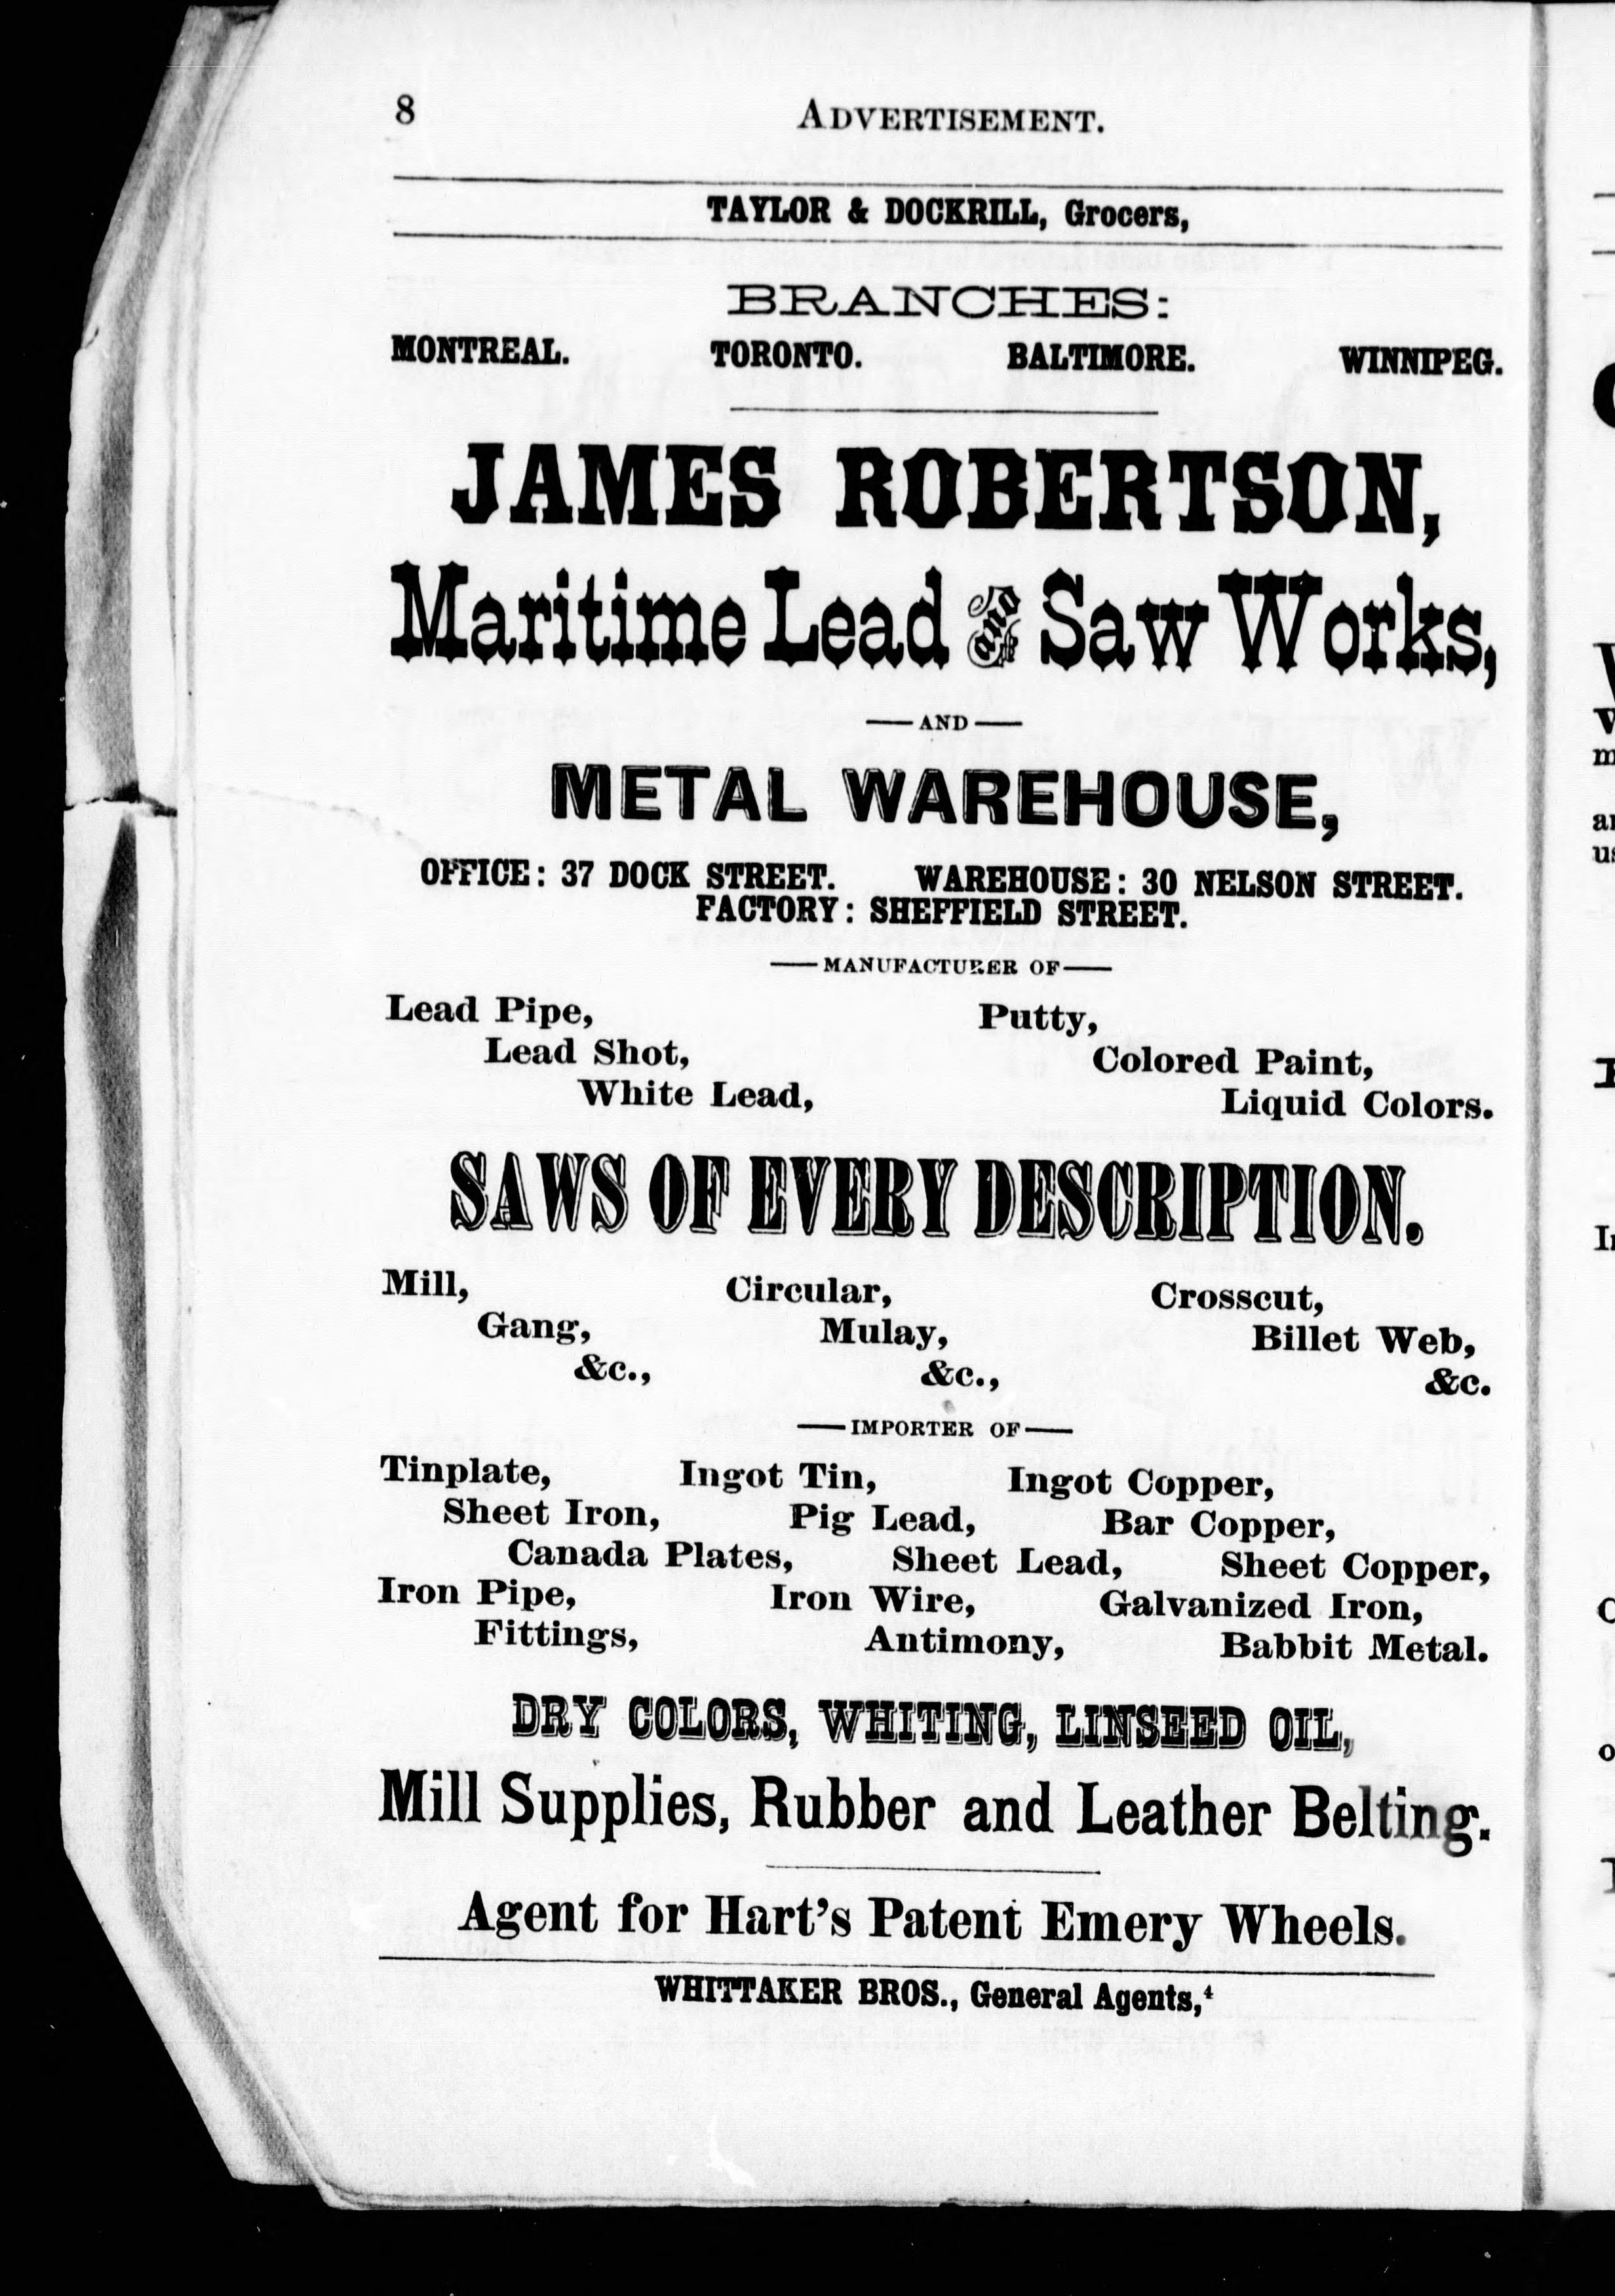 8 ADVERTISEMENT.
TAYLOR & DOCKRILL, Grocers,
BRANCHES:
MONTREAL. TORONTO. BALTIMORE. WINNIPEG.
JAMES ROBERTSON,
Maritime Lead and Saw Works,
—AND—
METAL WAREHOUSE,
OFFICE: 37 DOCK STREET. WAREHOUSE: 30 NELSON STREET.
FACTORY: SHEFFIELD STREET.
—MANUFACTURER OF—
Lead Pipe, Putty,
Lead Shot, Colored Paint,
White Lead, Liquid Colors.
SAWS OF EVERY DESCRIPTION.
Mill, Circular, Crosscut,
Gang, Mulay, Billet Web,
&c., &c., &c.
—IMPORTER OF—
Tinplate, Ingot Tin, Ingot Copper,
Sheet Iron, Pig Lead, Bar Copper,
Canada Plates, Sheet Lead, Sheet Copper,
Iron Pipe, Iron Wire, Galvanized Iron,
Fittings, Antimony, Babbit Metal.
DRY COLORS, WHITING, LINSEED OIL,
Mill Supplies, Rubber and Leather Belting.
Agent for Hart's Patent Emery Wheels.
WHITTAKER BROS., General Agents,⁴